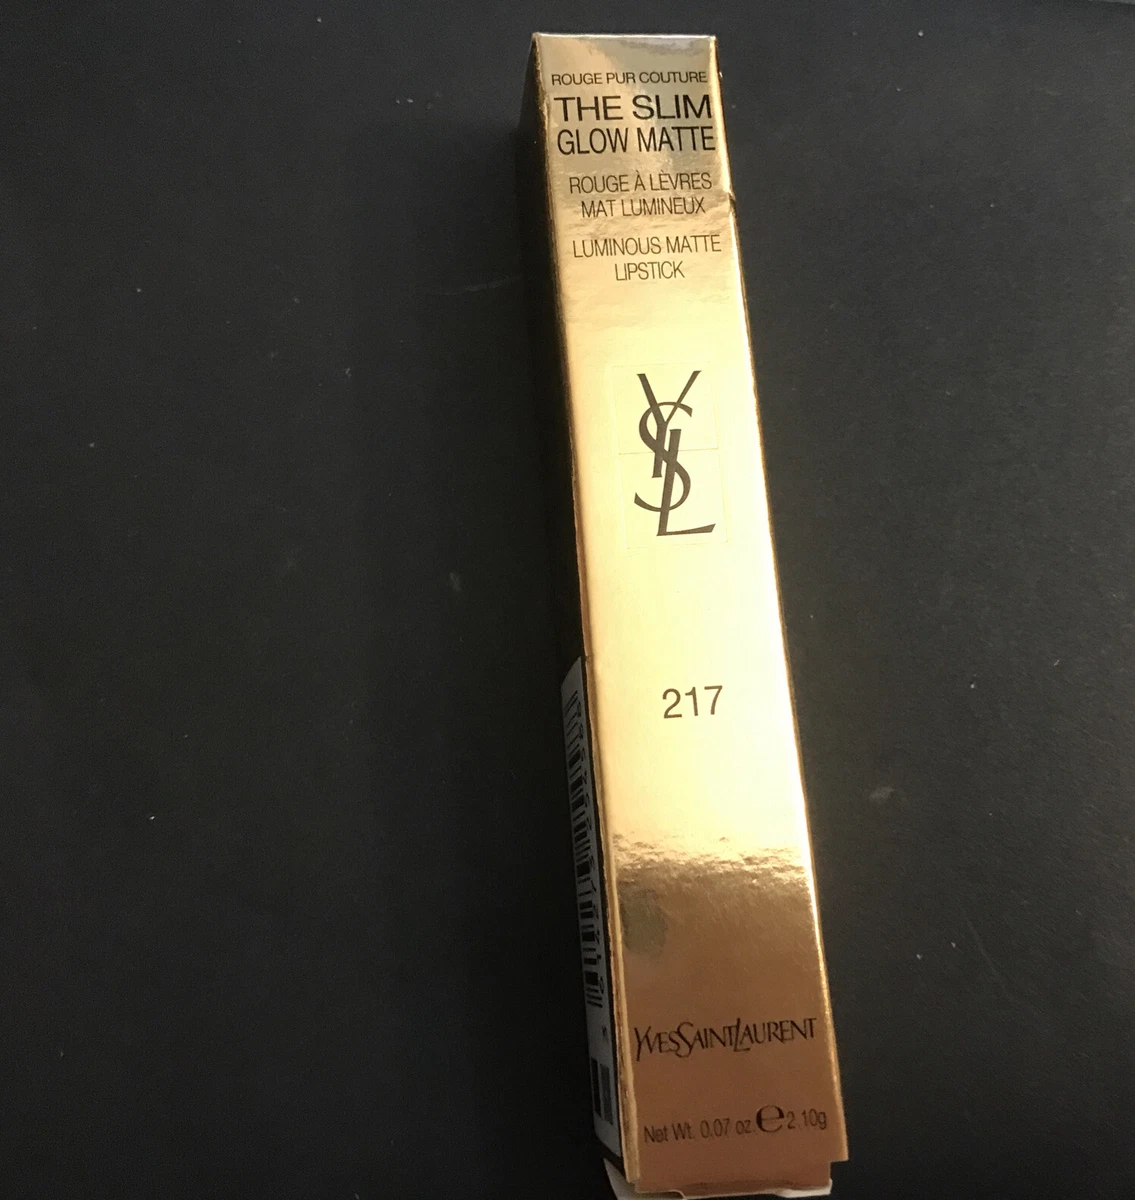 ROUGE PUR COUTURE
THE SLIM
GLOW MATTE
ROUGE À LÈVRES
MAT LUMINEUX
LUMINOUS MATTE
LIPSTICK
YSL
217
YVESSAINTLAURENT
Net Wt. 0.07 oz. ℮ 2.10g